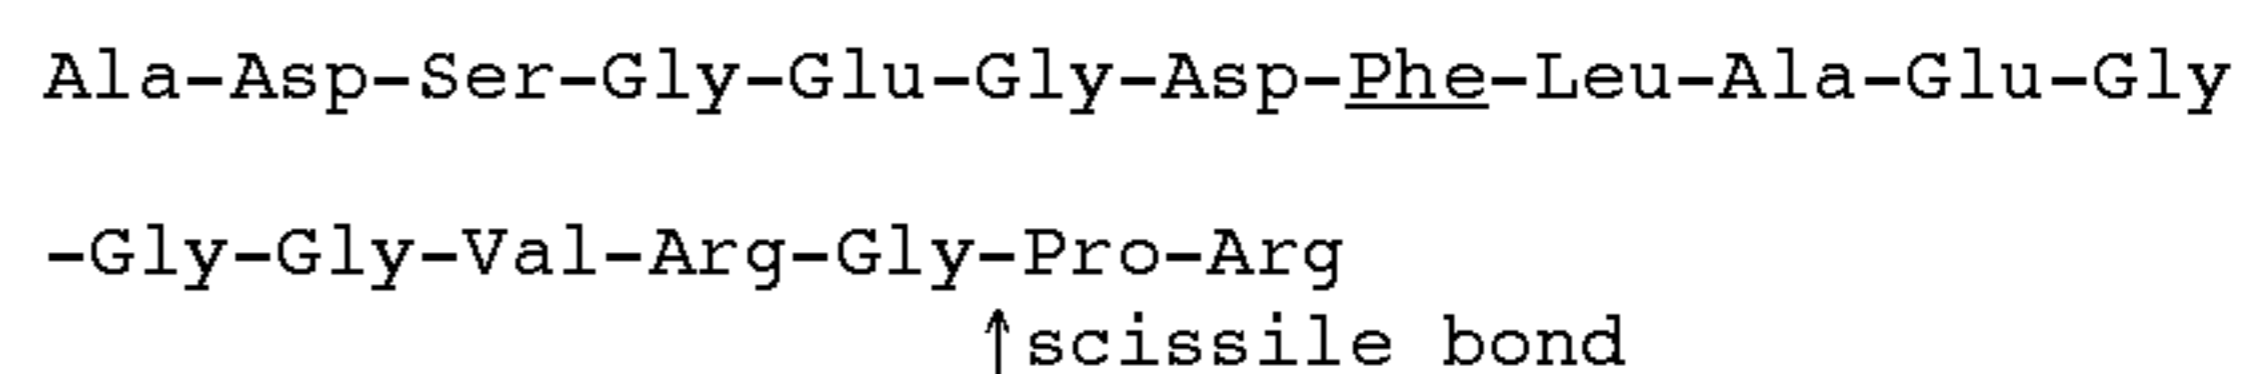 Ala-Asp-Ser-Gly-Glu-Gly-Asp-Phe-Leu-Ala-Glu-Gly
-Gly-Gly-Val-Arg-Gly-Pro-Arg
↑scissile bond